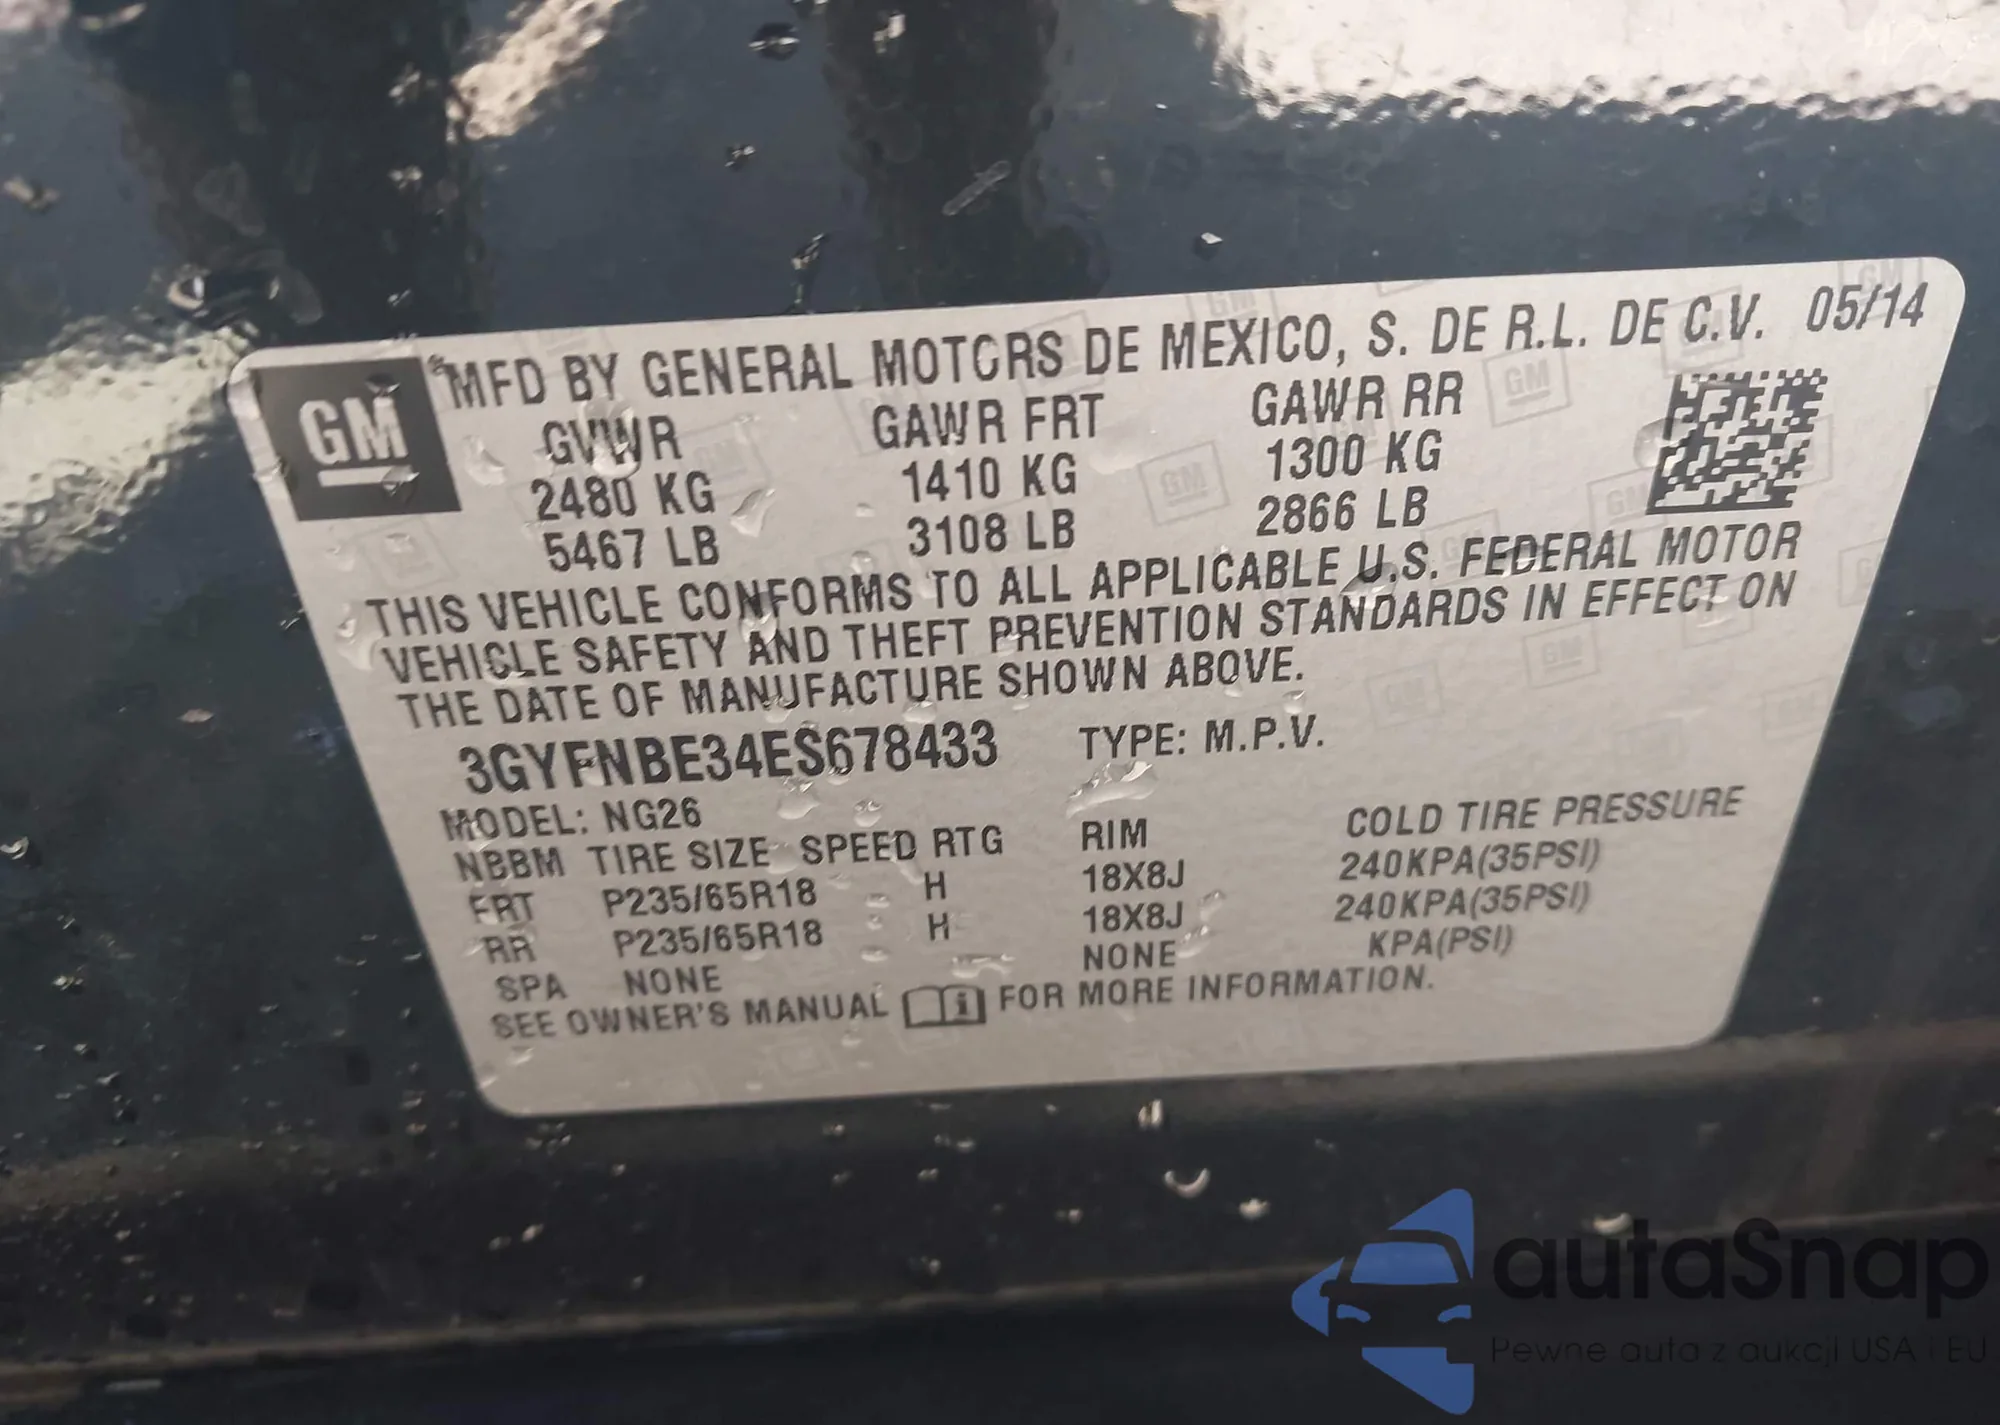 GM
MFD BY GENERAL MOTORS DE MEXICO, S. DE R.L. DE C.V. 05/14
GVWR GAWR FRT GAWR RR
2480 KG 1410 KG 1300 KG
5467 LB 3108 LB 2866 LB
THIS VEHICLE CONFORMS TO ALL APPLICABLE U.S. FEDERAL MOTOR
VEHICLE SAFETY AND THEFT PREVENTION STANDARDS IN EFFECT ON
THE DATE OF MANUFACTURE SHOWN ABOVE.
3GYFNBE34ES678433 TYPE: M.P.V.
MODEL: NG26
NBBM TIRE SIZE SPEED RTG RIM COLD TIRE PRESSURE
FRT P235/65R18 H 18X8J 240KPA(35PSI)
RR P235/65R18 H 18X8J 240KPA(35PSI)
SPA NONE NONE KPA(PSI)
SEE OWNER'S MANUAL FOR MORE INFORMATION.
autaSnap
Pewne auta z aukcji USA i EU